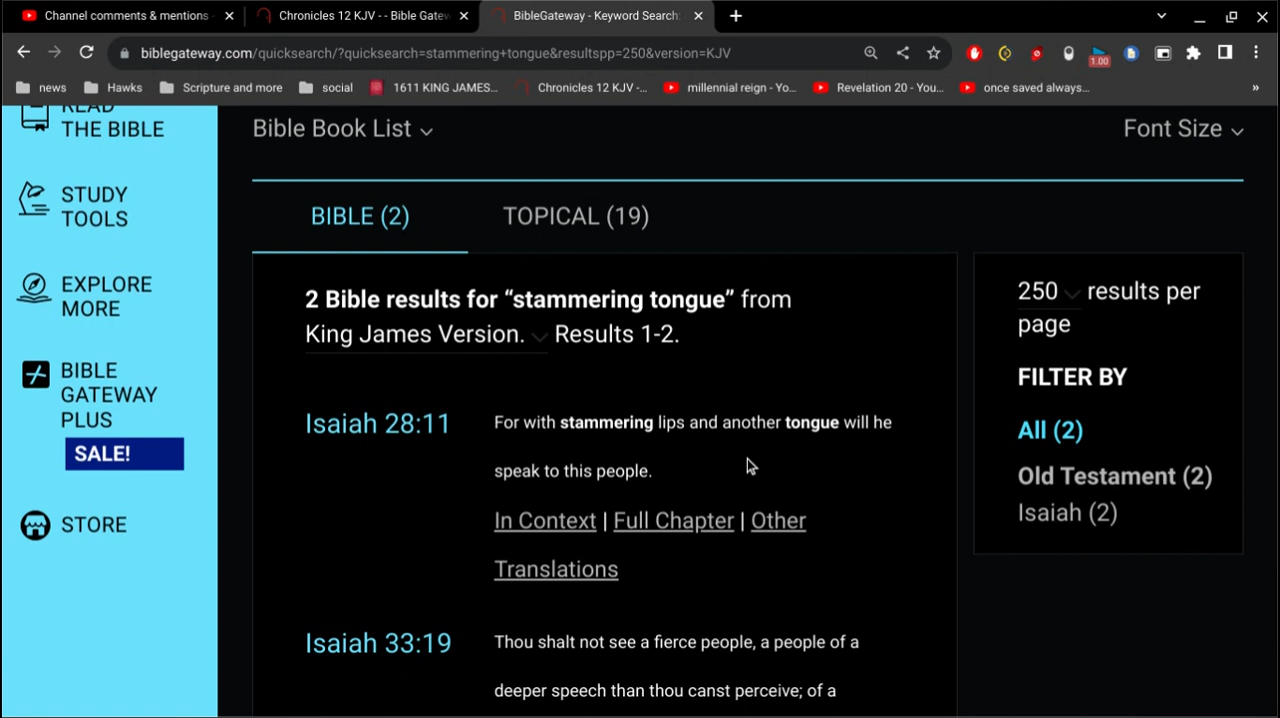 Channel comments & mentions -
Chronicles 12 KJV - - Bible Gatew
BibleGateway - Keyword Search:
biblegateway.com/quicksearch/?quicksearch=stammering+tongue&resultspp=250&version=KJV
1.00
news
Hawks
Scripture and more
social
1611 KING JAMES...
Chronicles 12 KJV -...
millennial reign - Yo...
Revelation 20 - You...
once saved always...
»
READ
THE BIBLE
STUDY
TOOLS
EXPLORE
MORE
BIBLE
GATEWAY
PLUS
SALE!
STORE
Bible Book List
Font Size
BIBLE (2)
TOPICAL (19)
2 Bible results for “stammering tongue” from
King James Version. Results 1-2.
Isaiah 28:11
For with stammering lips and another tongue will he
speak to this people.
In Context | Full Chapter | Other
Translations
Isaiah 33:19
Thou shalt not see a fierce people, a people of a
deeper speech than thou canst perceive; of a
250 results per
page
FILTER BY
All (2)
Old Testament (2)
Isaiah (2)